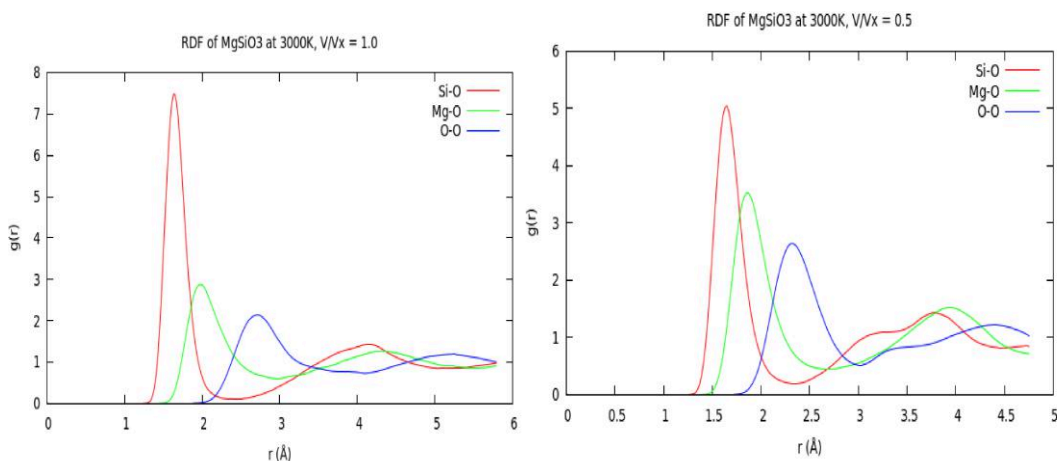 RDF of MgSiO3 at 3000K, V/Vx = 1.0
8
7
6
5
4
3
2
1
0
g(r)
Si-O
Mg-O
O-O
0 1 2 3 4 5 6
r (Å)
RDF of MgSiO3 at 3000K, V/Vx = 0.5
6
5
4
3
2
1
0
g(r)
Si-O
Mg-O
O-O
0 0.5 1 1.5 2 2.5 3 3.5 4 4.5 5
r (Å)